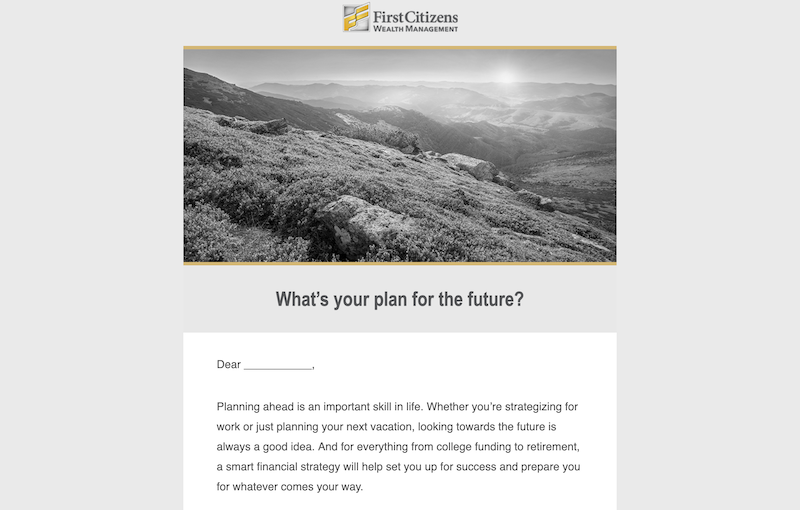 First Citizens
Wealth Management
What's your plan for the future?
Dear ____________,
Planning ahead is an important skill in life. Whether you're strategizing for
work or just planning your next vacation, looking towards the future is
always a good idea. And for everything from college funding to retirement,
a smart financial strategy will help set you up for success and prepare you
for whatever comes your way.